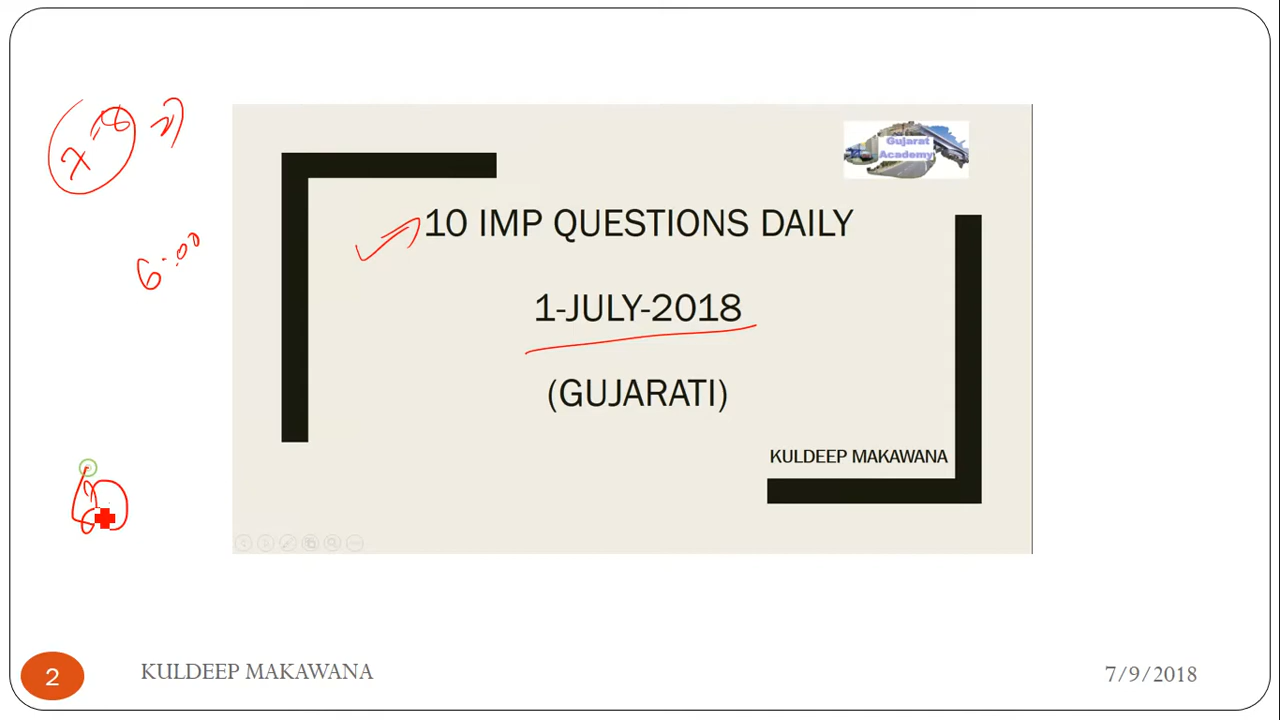 Gujarat
Academy
10 IMP QUESTIONS DAILY
1-JULY-2018
(GUJARATI)
KULDEEP MAKAWANA
6:00
2
KULDEEP MAKAWANA
7/9/2018